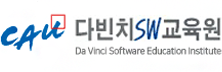 CAU 다빈치SW교육원
Da Vinci Software Education Institute